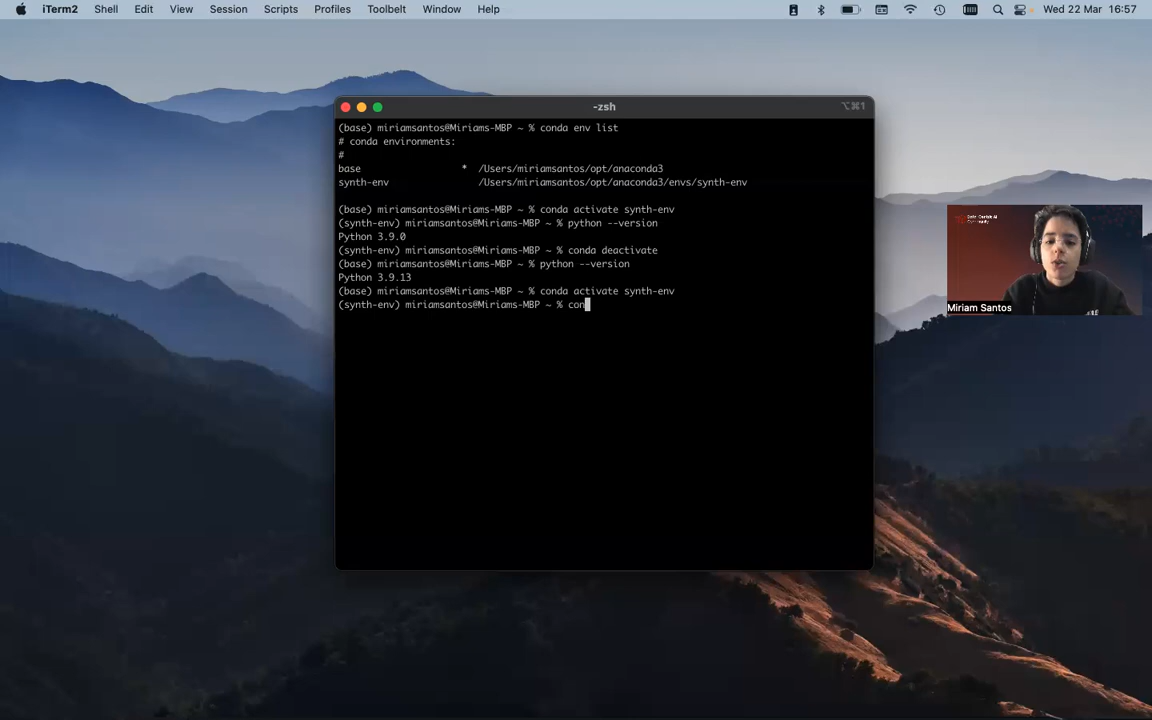 iTerm2 Shell Edit View Session Scripts Profiles Toolbelt Window Help Wed 22 Mar 16:57
-zsh ⌥⌘1
(base) miriamsantos@Miriams-MBP ~ % conda env list
# conda environments:
#
base * /Users/miriamsantos/opt/anaconda3
synth-env /Users/miriamsantos/opt/anaconda3/envs/synth-env
(base) miriamsantos@Miriams-MBP ~ % conda activate synth-env
(synth-env) miriamsantos@Miriams-MBP ~ % python --version
Python 3.9.0
(synth-env) miriamsantos@Miriams-MBP ~ % conda deactivate
(base) miriamsantos@Miriams-MBP ~ % python --version
Python 3.9.13
(base) miriamsantos@Miriams-MBP ~ % conda activate synth-env
(synth-env) miriamsantos@Miriams-MBP ~ % con
Miriam Santos